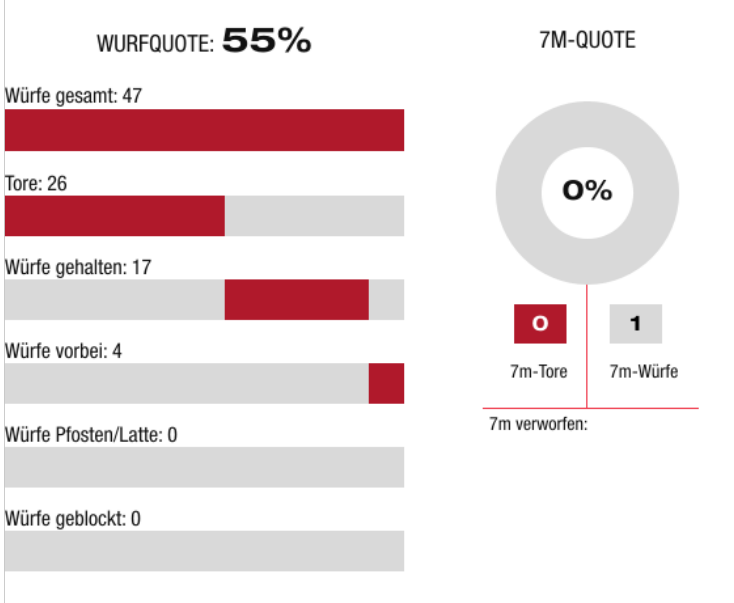 WURFQUOTE: 55%
Würfe gesamt: 47
Tore: 26
Würfe gehalten: 17
Würfe vorbei: 4
Würfe Pfosten/Latte: 0
Würfe geblockt: 0
7M-QUOTE
0%
0 1
7m-Tore 7m-Würfe
7m verworfen: